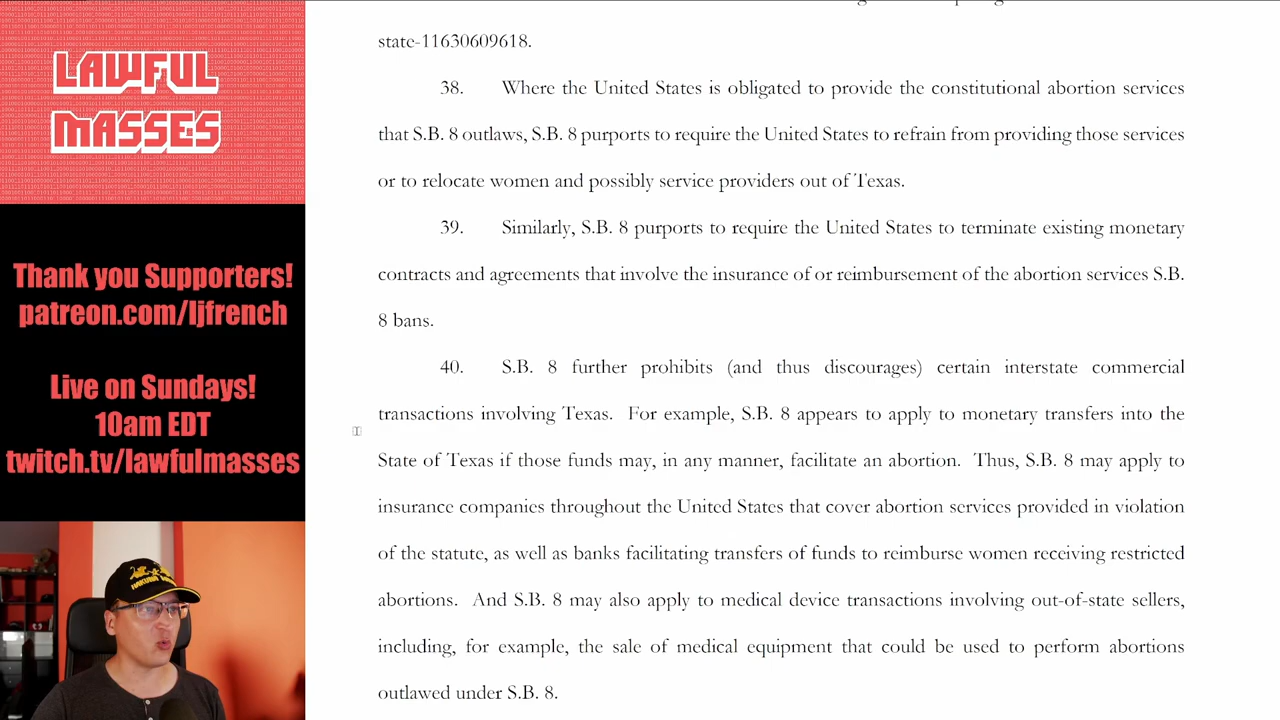 LAWFUL
MASSES
Thank you Supporters!
patreon.com/ljfrench
Live on Sundays!
10am EDT
twitch.tv/lawfulmasses
state-11630609618.
38. Where the United States is obligated to provide the constitutional abortion services
that S.B. 8 outlaws, S.B. 8 purports to require the United States to refrain from providing those services
or to relocate women and possibly service providers out of Texas.
39. Similarly, S.B. 8 purports to require the United States to terminate existing monetary
contracts and agreements that involve the insurance of or reimbursement of the abortion services S.B.
8 bans.
40. S.B. 8 further prohibits (and thus discourages) certain interstate commercial
transactions involving Texas. For example, S.B. 8 appears to apply to monetary transfers into the
State of Texas if those funds may, in any manner, facilitate an abortion. Thus, S.B. 8 may apply to
insurance companies throughout the United States that cover abortion services provided in violation
of the statute, as well as banks facilitating transfers of funds to reimburse women receiving restricted
abortions. And S.B. 8 may also apply to medical device transactions involving out-of-state sellers,
including, for example, the sale of medical equipment that could be used to perform abortions
outlawed under S.B. 8.